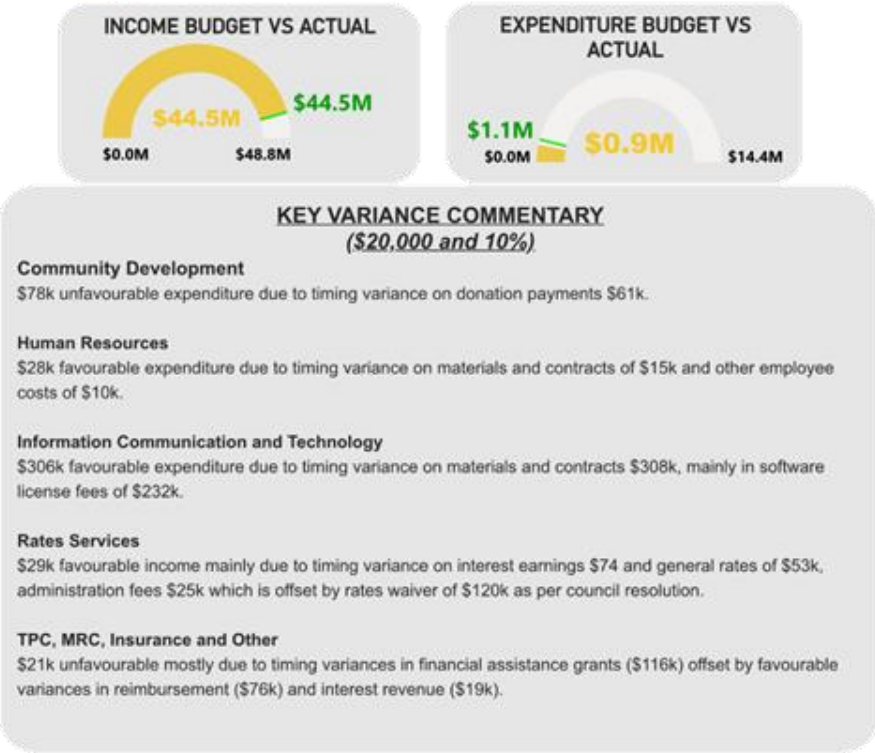 INCOME BUDGET VS ACTUAL
$44.5M
$44.5M
$0.0M
$48.8M
EXPENDITURE BUDGET VS
ACTUAL
$1.1M
$0.9M
$0.0M
$14.4M
KEY VARIANCE COMMENTARY
($20,000 and 10%)
Community Development
$78k unfavourable expenditure due to timing variance on donation payments $61k.
Human Resources
$28k favourable expenditure due to timing variance on materials and contracts of $15k and other employee
costs of $10k.
Information Communication and Technology
$306k favourable expenditure due to timing variance on materials and contracts $308k, mainly in software
license fees of $232k.
Rates Services
$29k favourable income mainly due to timing variance on interest earnings $74 and general rates of $53k,
administration fees $25k which is offset by rates waiver of $120k as per council resolution.
TPC, MRC, Insurance and Other
$21k unfavourable mostly due to timing variances in financial assistance grants ($116k) offset by favourable
variances in reimbursement ($76k) and interest revenue ($19k).